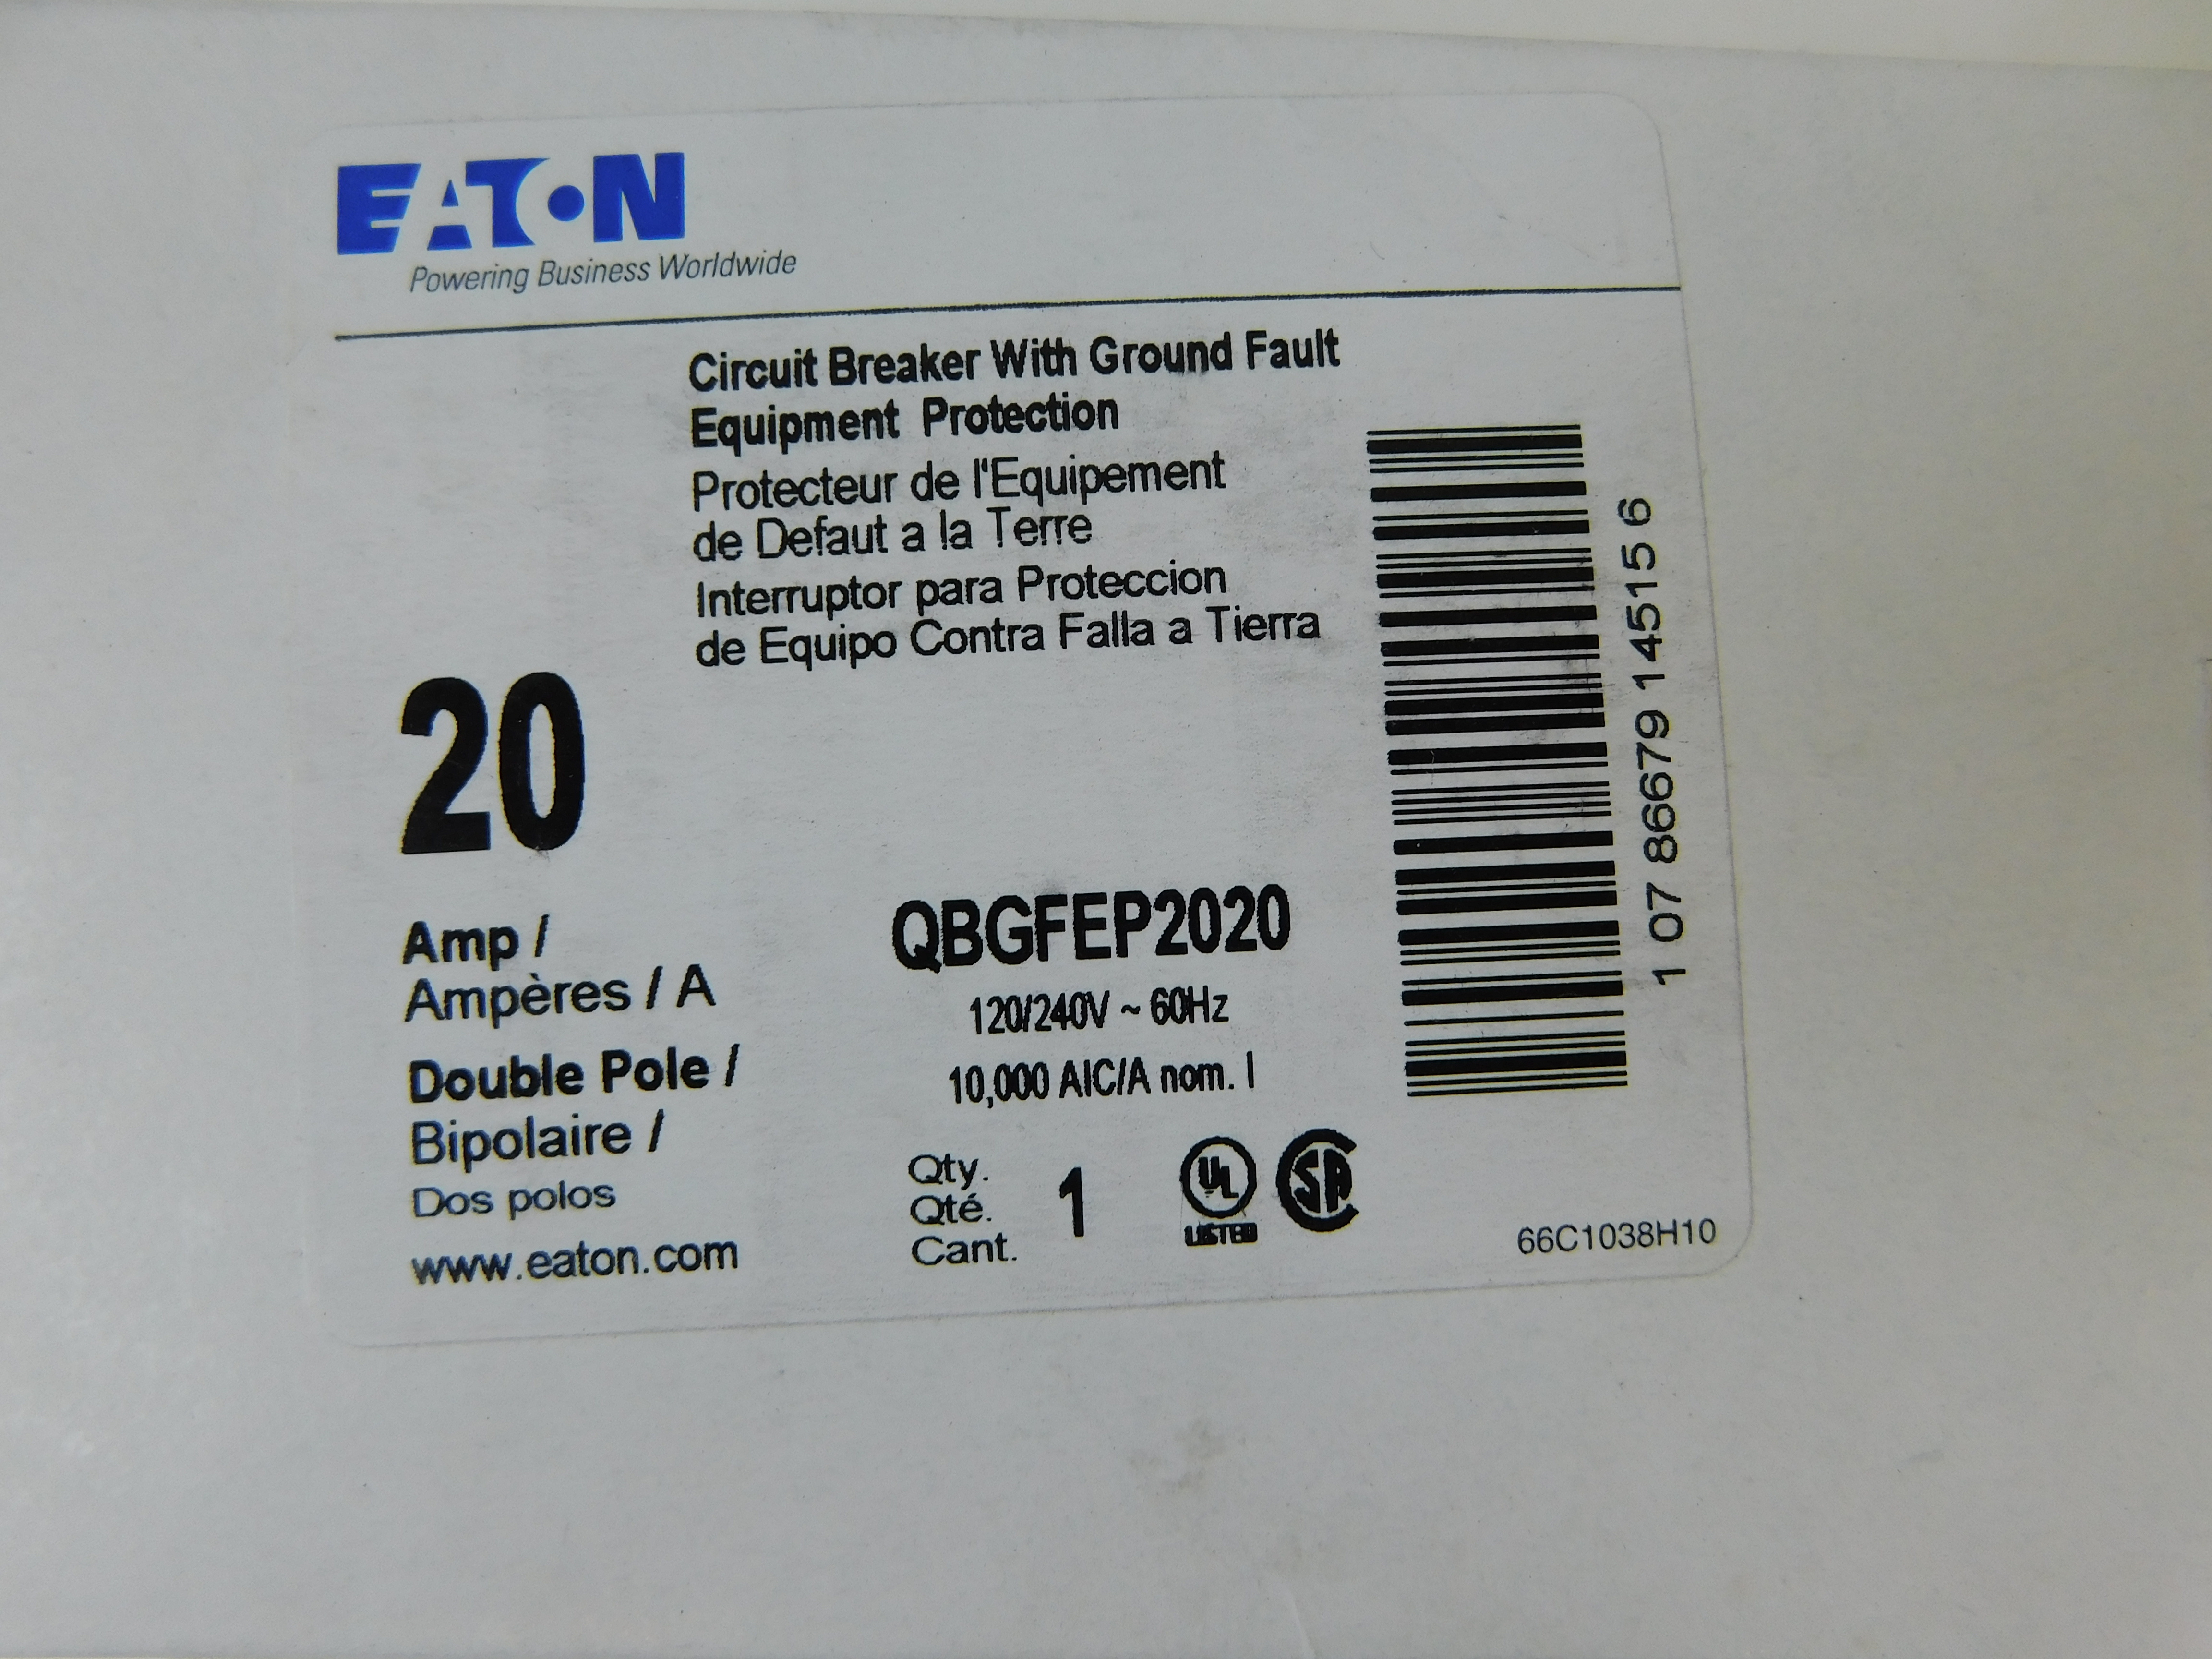 EATON
Powering Business Worldwide
Circuit Breaker With Ground Fault
Equipment Protection
Protecteur de l'Equipement
de Defaut a la Terre
Interruptor para Proteccion
de Equipo Contra Falla a Tierra
20
Amp /
Ampères / A
Double Pole /
Bipolaire /
Dos polos
www.eaton.com
QBGFEP2020
120/240V ~ 60Hz
10,000 AIC/A nom. I
Qty.
Qté.
Cant.
1
UL
LISTED
SA
1 07 86679 14515 6
66C1038H10